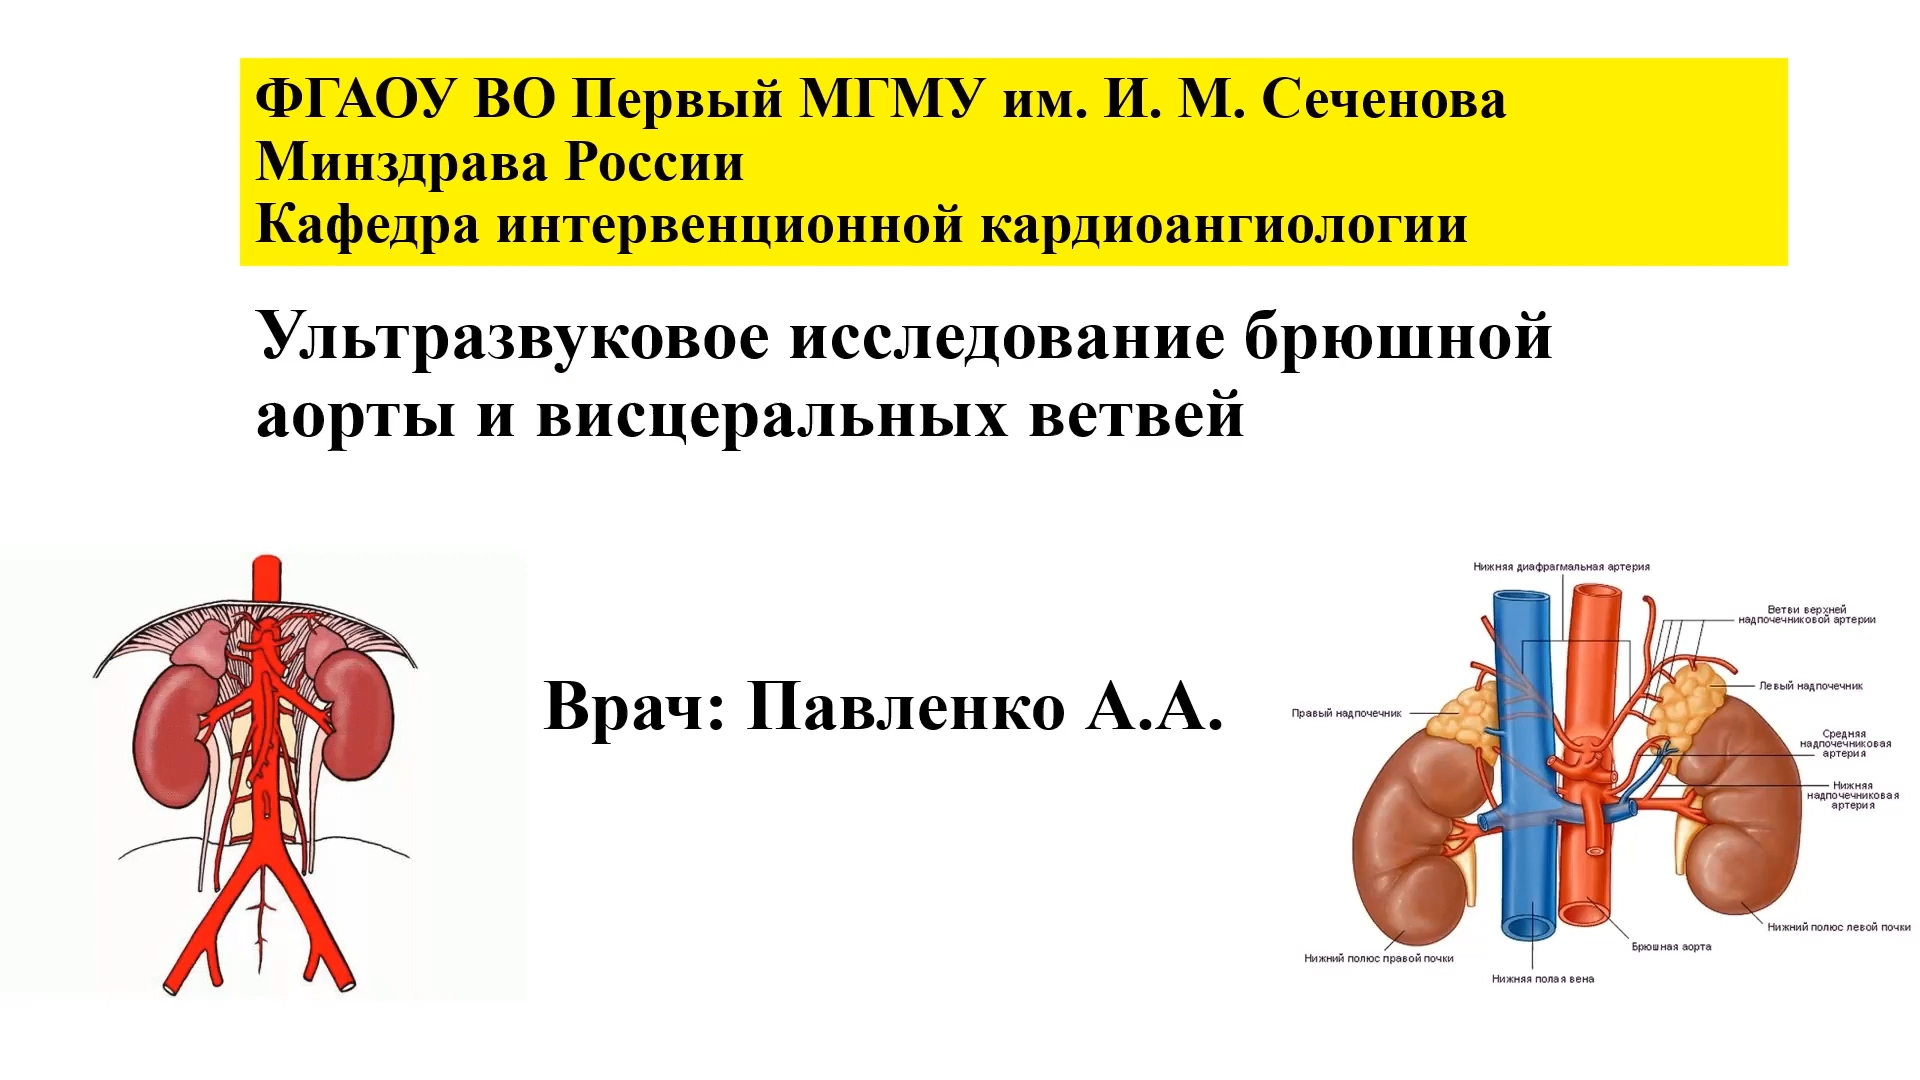 ФГАОУ ВО Первый МГМУ им. И. М. Сеченова
Минздрава России
Кафедра интервенционной кардиоангиологии
Ультразвуковое исследование брюшной
аорты и висцеральных ветвей
Врач: Павленко А.А.
Нижняя диафрагмальная артерия
Ветви верхней
надпочечниковой артерии
Левый надпочечник
Правый надпочечник
Средняя
надпочечниковая
артерия
Нижняя
надпочечниковая
артерия
Нижний полюс левой почки
Брюшная аорта
Нижний полюс правой почки
Нижняя полая вена